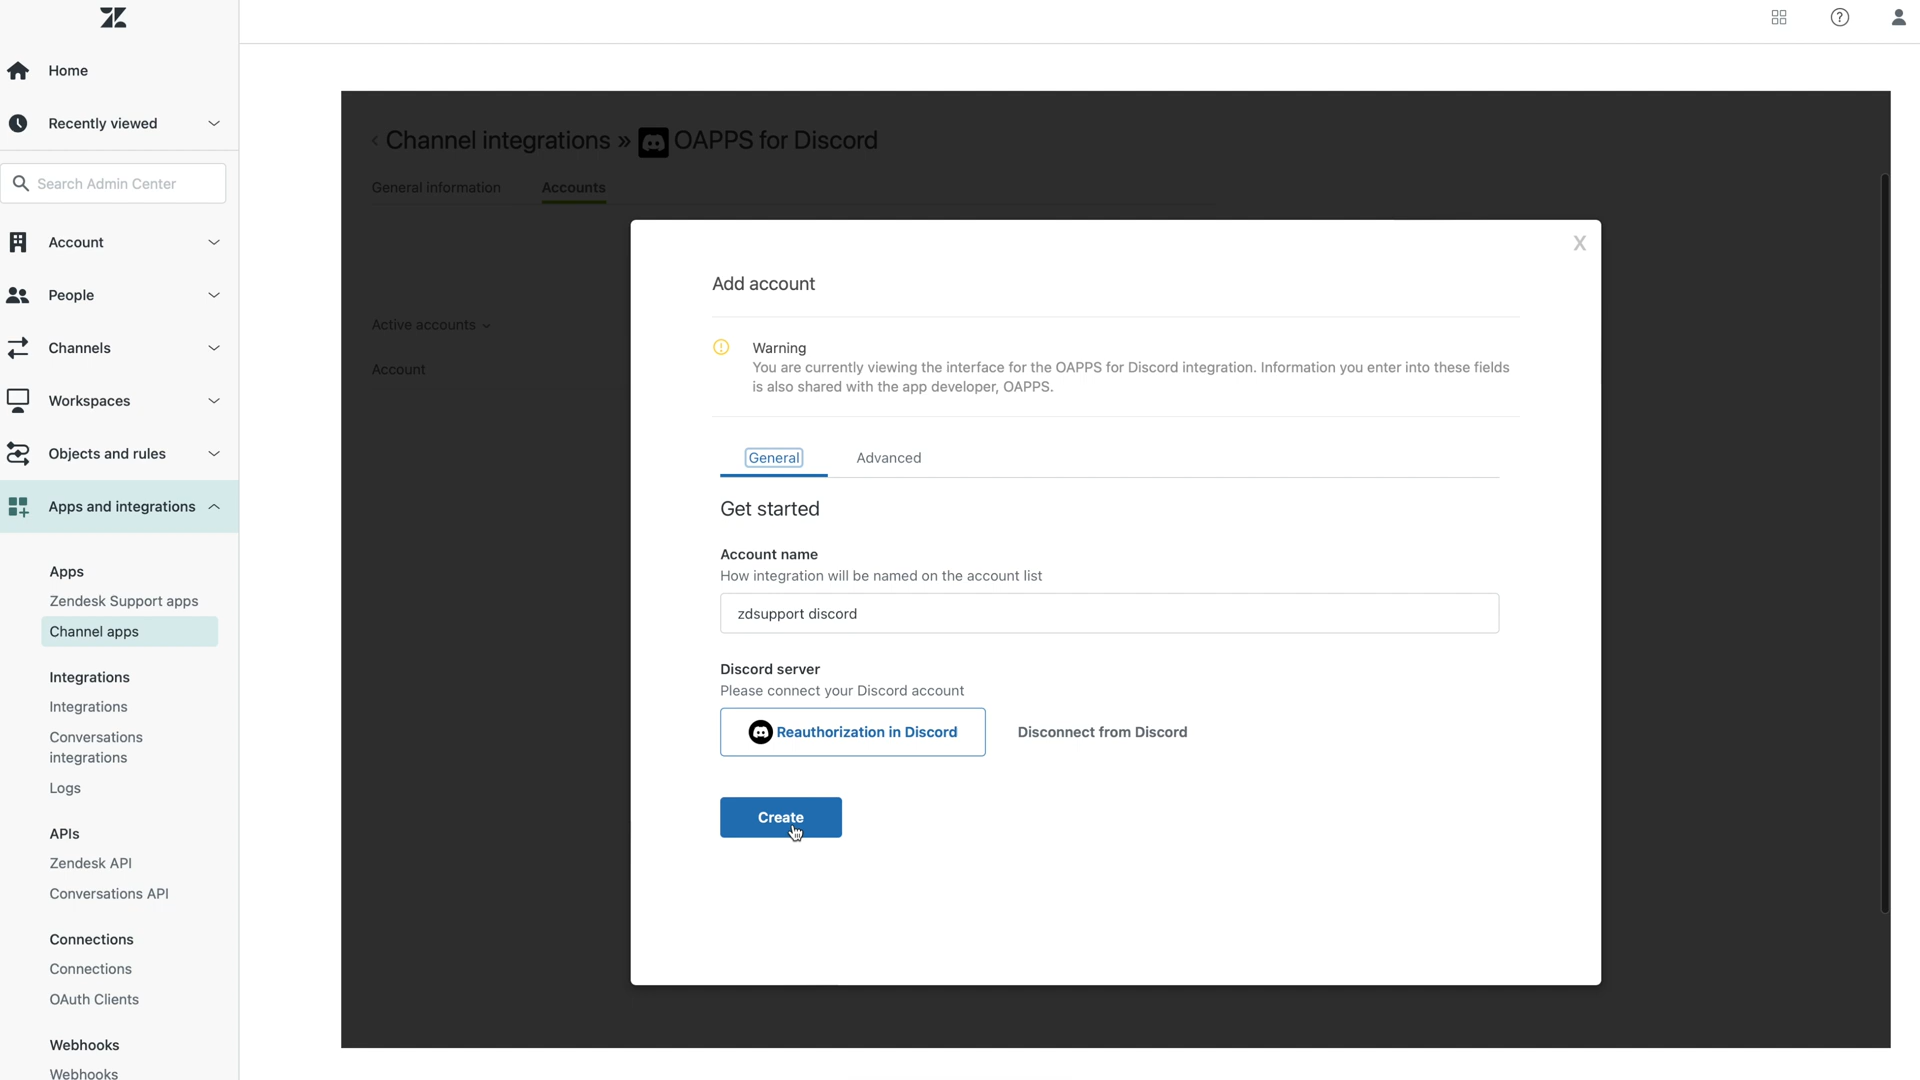 Home
Recently viewed
Search Admin Center
Account
People
Channels
Workspaces
Objects and rules
Apps and integrations
Apps
Zendesk Support apps
Channel apps
Integrations
Integrations
Conversations
integrations
Logs
APIs
Zendesk API
Conversations API
Connections
Connections
OAuth Clients
Webhooks
Webhooks
< Channel integrations » OAPPS for Discord
General information Accounts
Active accounts
Account
X
Add account
Warning
You are currently viewing the interface for the OAPPS for Discord integration. Information you enter into these fields
is also shared with the app developer, OAPPS.
General Advanced
Get started
Account name
How integration will be named on the account list
zdsupport discord
Discord server
Please connect your Discord account
Reauthorization in Discord Disconnect from Discord
Create